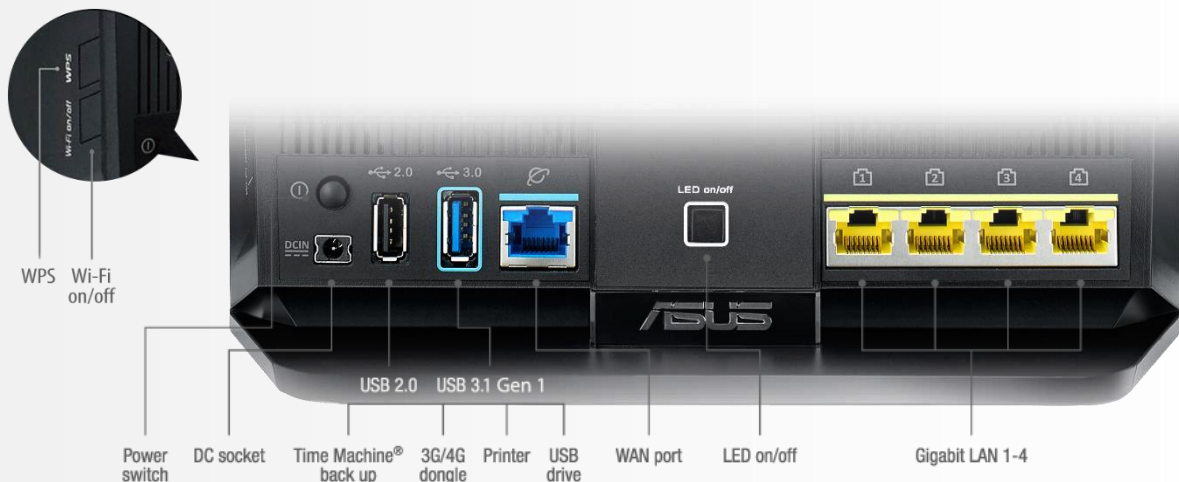 WPS
Wi-Fi on/off
WPS
Wi-Fi
on/off
2.0
3.0
DCIN
LED on/off
1
2
3
4
ASUS
USB 2.0
USB 3.1 Gen 1
Power
switch
DC socket
Time Machine®
back up
3G/4G
dongle
Printer
USB
drive
WAN port
LED on/off
Gigabit LAN 1-4